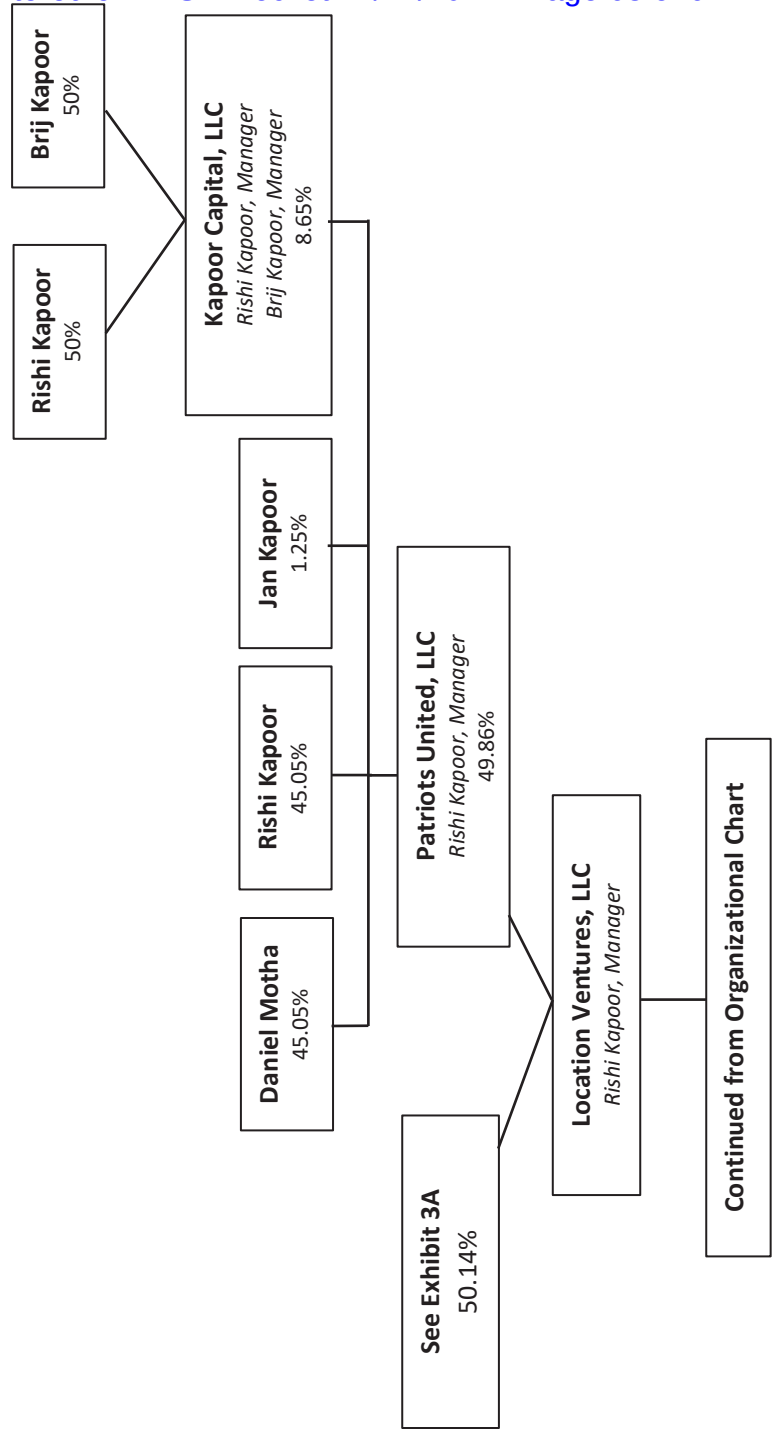 Brij Kapoor
50%
Rishi Kapoor
50%
Kapoor Capital, LLC
Rishi Kapoor, Manager
Brij Kapoor, Manager
8.65%
Daniel Motha
45.05%
Rishi Kapoor
45.05%
Jan Kapoor
1.25%
Patriots United, LLC
Rishi Kapoor, Manager
49.86%
See Exhibit 3A
50.14%
Location Ventures, LLC
Rishi Kapoor, Manager
Continued from Organizational Chart